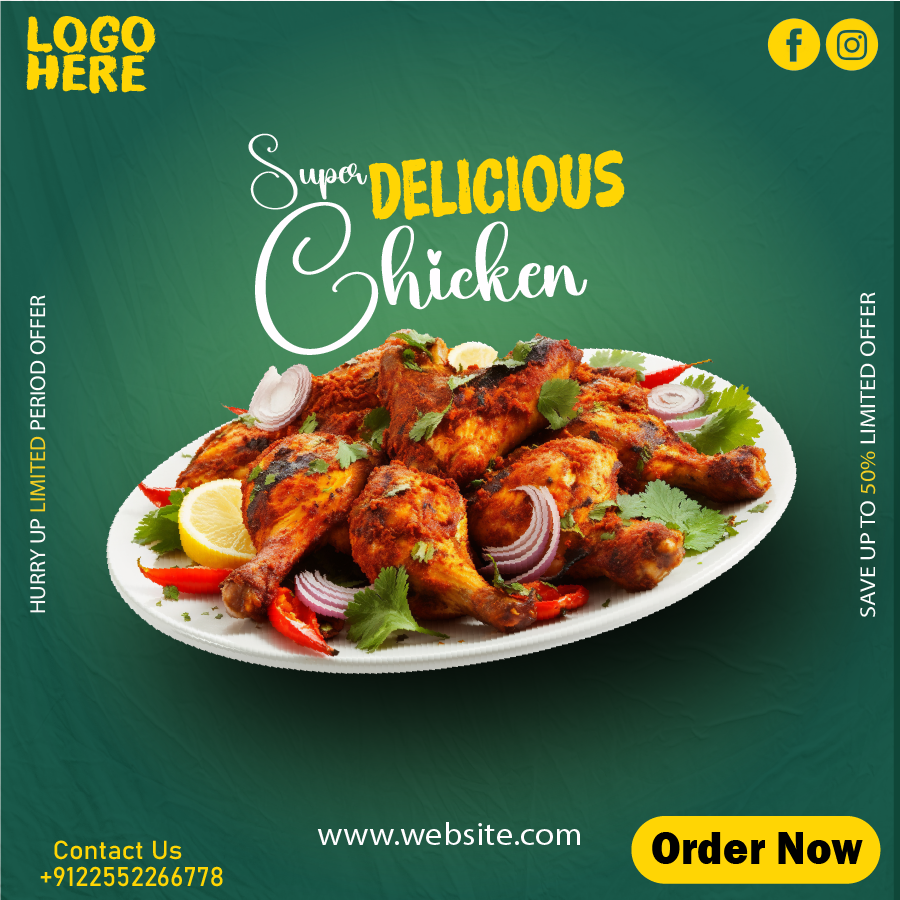 LOGO
HERE
Super DELICIOUS
Chicken
HURRY UP LIMITED PERIOD OFFER
SAVE UP TO 50% LIMITED OFFER
www.website.com
Order Now
Contact Us
+9122552266778